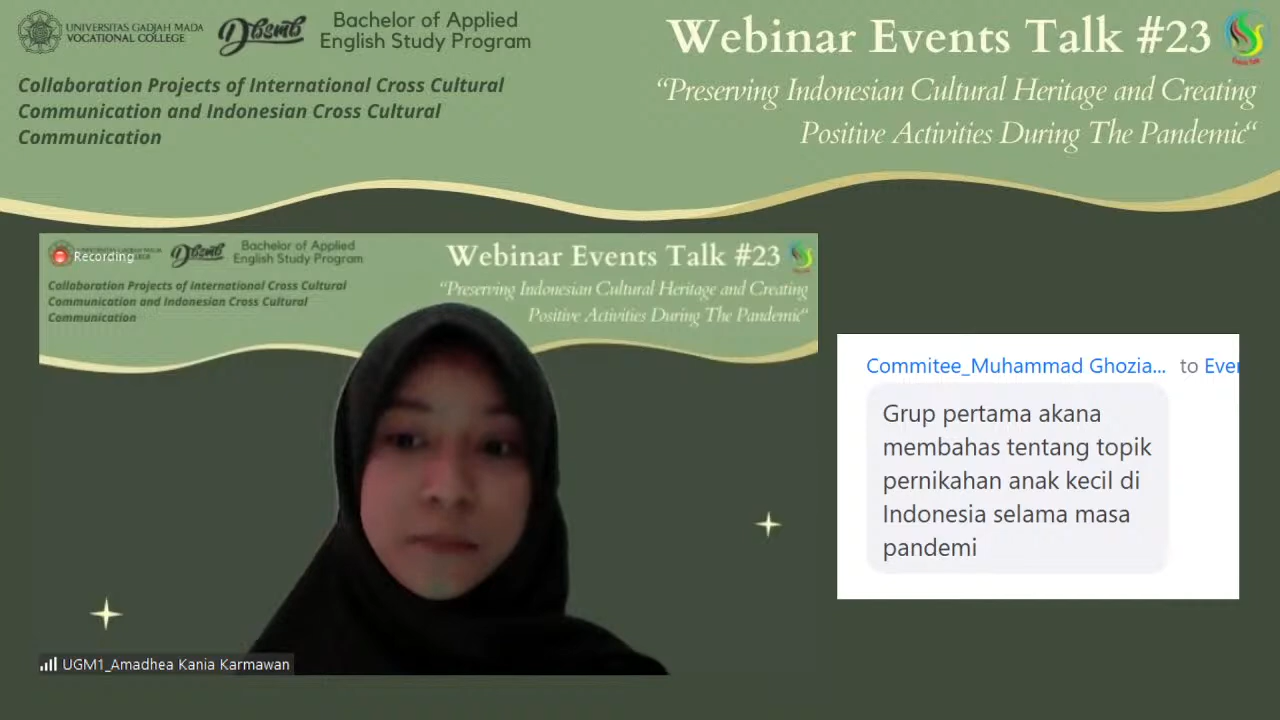 UNIVERSITAS GADJAH MADA
VOCATIONAL COLLEGE
Dbsmb
Bachelor of Applied
English Study Program
Collaboration Projects of International Cross Cultural
Communication and Indonesian Cross Cultural
Communication
Webinar Events Talk #23
“Preserving Indonesian Cultural Heritage and Creating
Positive Activities During The Pandemic“
Recording
Bachelor of Applied
English Study Program
Collaboration Projects of International Cross Cultural
Communication and Indonesian Cross Cultural
Communication
Webinar Events Talk #23
“Preserving Indonesian Cultural Heritage and Creating
Positive Activities During The Pandemic“
UGM1_Amadhea Kania Karmawan
Commitee_Muhammad Ghozia... to Ever
Grup pertama akana
membahas tentang topik
pernikahan anak kecil di
Indonesia selama masa
pandemi